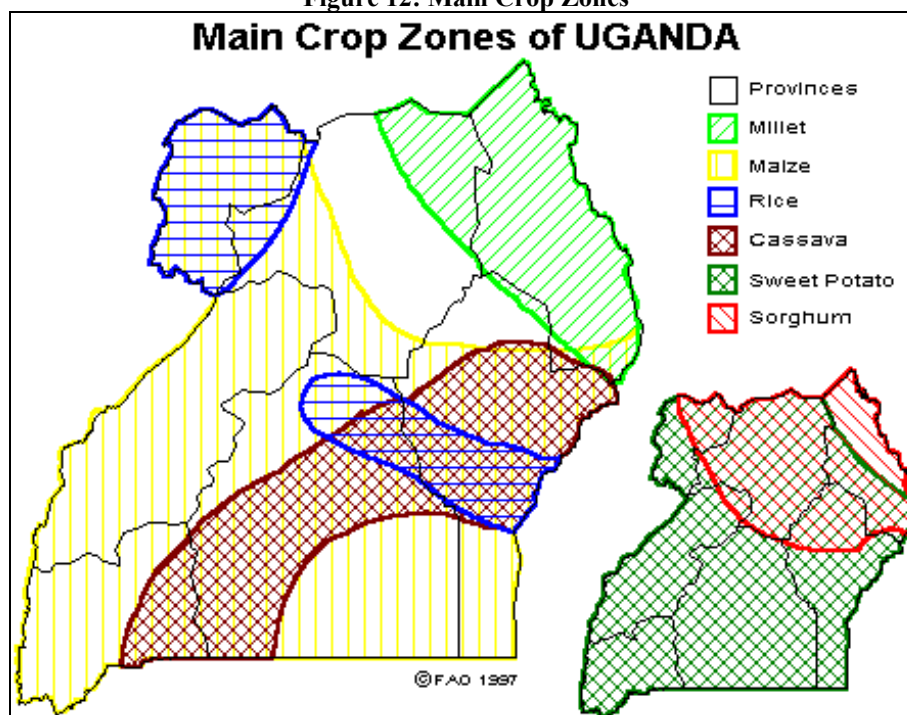 Figure 12: Main Crop Zones
Main Crop Zones of UGANDA
Provinces
Millet
Maize
Rice
Cassava
Sweet Potato
Sorghum
©FAO 1997